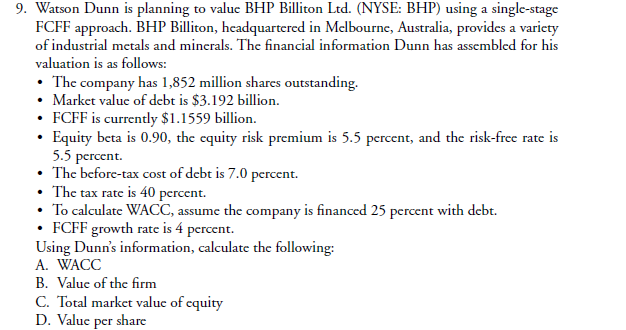 9. Watson Dunn is planning to value BHP Billiton Ltd. (NYSE: BHP) using a single-stage
FCFF approach. BHP Billiton, headquartered in Melbourne, Australia, provides a variety
of industrial metals and minerals. The financial information Dunn has assembled for his
valuation is as follows:
• The company has 1,852 million shares outstanding.
• Market value of debt is $3.192 billion.
• FCFF is currently $1.1559 billion.
• Equity beta is 0.90, the equity risk premium is 5.5 percent, and the risk-free rate is
5.5 percent.
• The before-tax cost of debt is 7.0 percent.
• The tax rate is 40 percent.
• To calculate WACC, assume the company is financed 25 percent with debt.
• FCFF growth rate is 4 percent.
Using Dunn's information, calculate the following:
A. WACC
B. Value of the firm
C. Total market value of equity
D. Value per share